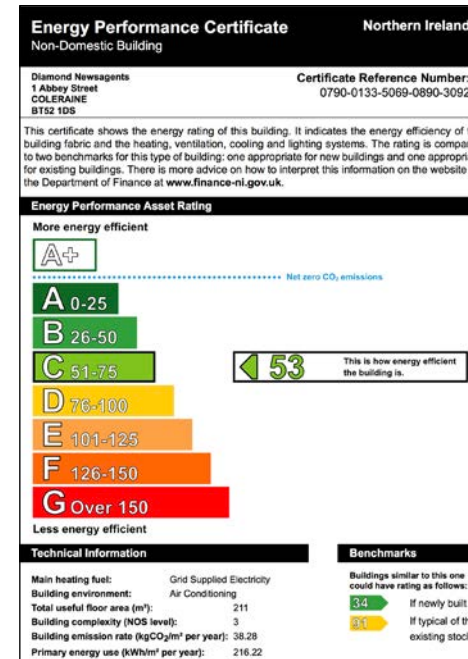 Energy Performance Certificate
Northern Ireland
Non-Domestic Building
Diamond Newsagents
1 Abbey Street
COLERAINE
BT52 1DS
Certificate Reference Number:
0790-0133-5069-0890-3092
This certificate shows the energy rating of this building. It indicates the energy efficiency of
building fabric and the heating, ventilation, cooling and lighting systems. The rating is compa
to two benchmarks for this type of building: one appropriate for new buildings and one appropri
for existing buildings. There is more advice on how to interpret this information on the website
the Department of Finance at www.finance-ni.gov.uk.
Energy Performance Asset Rating
More energy efficient
A+
Net zero CO₂ emissions
A 0-25
B 26-50
C 51-75
53
This is how energy efficient
the building is.
D 76-100
E 101-125
F 126-150
G Over 150
Less energy efficient
Technical Information
Main heating fuel: Grid Supplied Electricity
Building environment: Air Conditioning
Total useful floor area (m²): 211
Building complexity (NOS level): 3
Building emission rate (kgCO₂/m² per year): 38.28
Primary energy use (kWh/m² per year): 216.22
Benchmarks
Buildings similar to this one
could have rating as follows:
34 If newly built
91 If typical of th
existing stoc